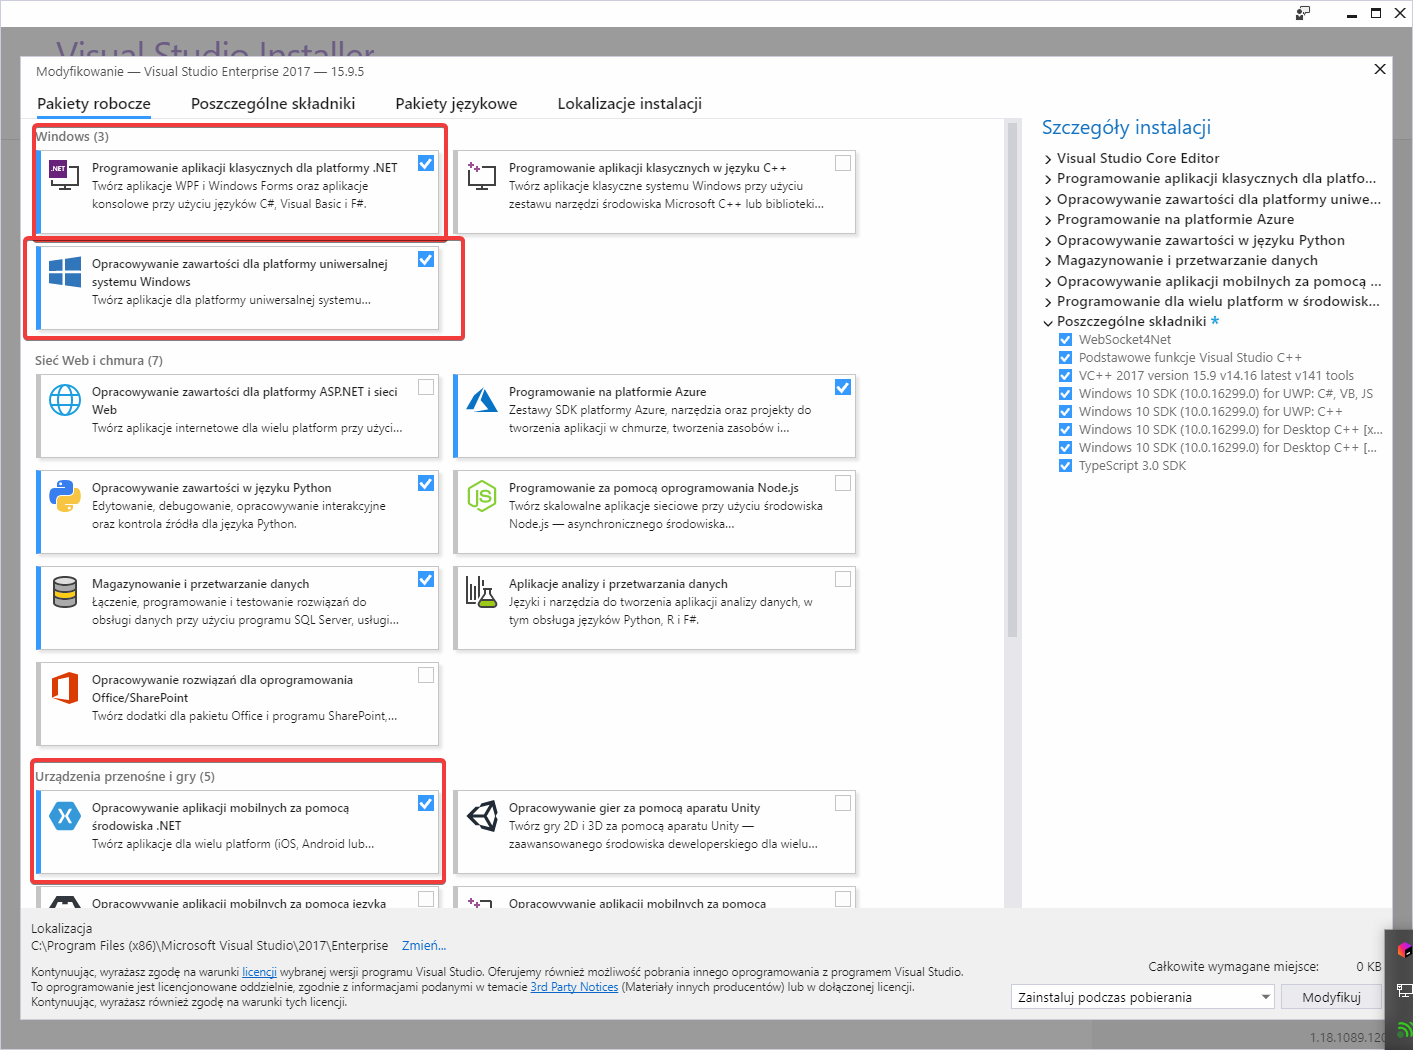 Visual Studio Installer
Modyfikowanie — Visual Studio Enterprise 2017 — 15.9.5
Pakiety robocze
Poszczególne składniki
Pakiety językowe
Lokalizacje instalacji
Windows (3)
.NET
Programowanie aplikacji klasycznych dla platformy .NET
Twórz aplikacje WPF i Windows Forms oraz aplikacje
konsolowe przy użyciu języków C#, Visual Basic i F#.
Programowanie aplikacji klasycznych w języku C++
Twórz aplikacje klasyczne systemu Windows przy użyciu
zestawu narzędzi środowiska Microsoft C++ lub biblioteki...
Opracowywanie zawartości dla platformy uniwersalnej
systemu Windows
Twórz aplikacje dla platformy uniwersalnej systemu...
Sieć Web i chmura (7)
Opracowywanie zawartości dla platformy ASP.NET i sieci
Web
Twórz aplikacje internetowe dla wielu platform przy użyci...
Programowanie na platformie Azure
Zestawy SDK platformy Azure, narzędzia oraz projekty do
tworzenia aplikacji w chmurze, tworzenia zasobów i...
Opracowywanie zawartości w języku Python
Edytowanie, debugowanie, opracowywanie interakcyjne
oraz kontrola źródła dla języka Python.
Programowanie za pomocą oprogramowania Node.js
Twórz skalowalne aplikacje sieciowe przy użyciu środowiska
Node.js — asynchronicznego środowiska...
Magazynowanie i przetwarzanie danych
Łączenie, programowanie i testowanie rozwiązań do
obsługi danych przy użyciu programu SQL Server, usługi...
Aplikacje analizy i przetwarzania danych
Języki i narzędzia do tworzenia aplikacji analizy danych, w
tym obsługa języków Python, R i F#.
Opracowywanie rozwiązań dla oprogramowania
Office/SharePoint
Twórz dodatki dla pakietu Office i programu SharePoint,...
Urządzenia przenośne i gry (5)
Opracowywanie aplikacji mobilnych za pomocą
środowiska .NET
Twórz aplikacje dla wielu platform (iOS, Android lub...
Opracowywanie gier za pomocą aparatu Unity
Twórz gry 2D i 3D za pomocą aparatu Unity —
zaawansowanego środowiska deweloperskiego dla wielu...
Opracowywanie aplikacji mobilnych za pomocą języka
Opracowywanie aplikacji mobilnych za pomocą
Szczegóły instalacji
Visual Studio Core Editor
Programowanie aplikacji klasycznych dla platfo...
Opracowywanie zawartości dla platformy uniwe...
Programowanie na platformie Azure
Opracowywanie zawartości w języku Python
Magazynowanie i przetwarzanie danych
Opracowywanie aplikacji mobilnych za pomocą ...
Programowanie dla wielu platform w środowisk...
Poszczególne składniki *
WebSocket4Net
Podstawowe funkcje Visual Studio C++
VC++ 2017 version 15.9 v14.16 latest v141 tools
Windows 10 SDK (10.0.16299.0) for UWP: C#, VB, JS
Windows 10 SDK (10.0.16299.0) for UWP: C++
Windows 10 SDK (10.0.16299.0) for Desktop C++ [x...
Windows 10 SDK (10.0.16299.0) for Desktop C++ [...
TypeScript 3.0 SDK
Lokalizacja
C:\Program Files (x86)\Microsoft Visual Studio\2017\Enterprise Zmień...
Kontynuując, wyrażasz zgodę na warunki licencji wybranej wersji programu Visual Studio. Oferujemy również możliwość pobrania innego oprogramowania z programem Visual Studio.
To oprogramowanie jest licencjonowane oddzielnie, zgodnie z informacjami podanymi w temacie 3rd Party Notices (Materiały innych producentów) lub w dołączonej licencji.
Kontynuując, wyrażasz również zgodę na warunki tych licencji.
Całkowite wymagane miejsce: 0 KB
Zainstaluj podczas pobierania
Modyfikuj
1.18.1089.120